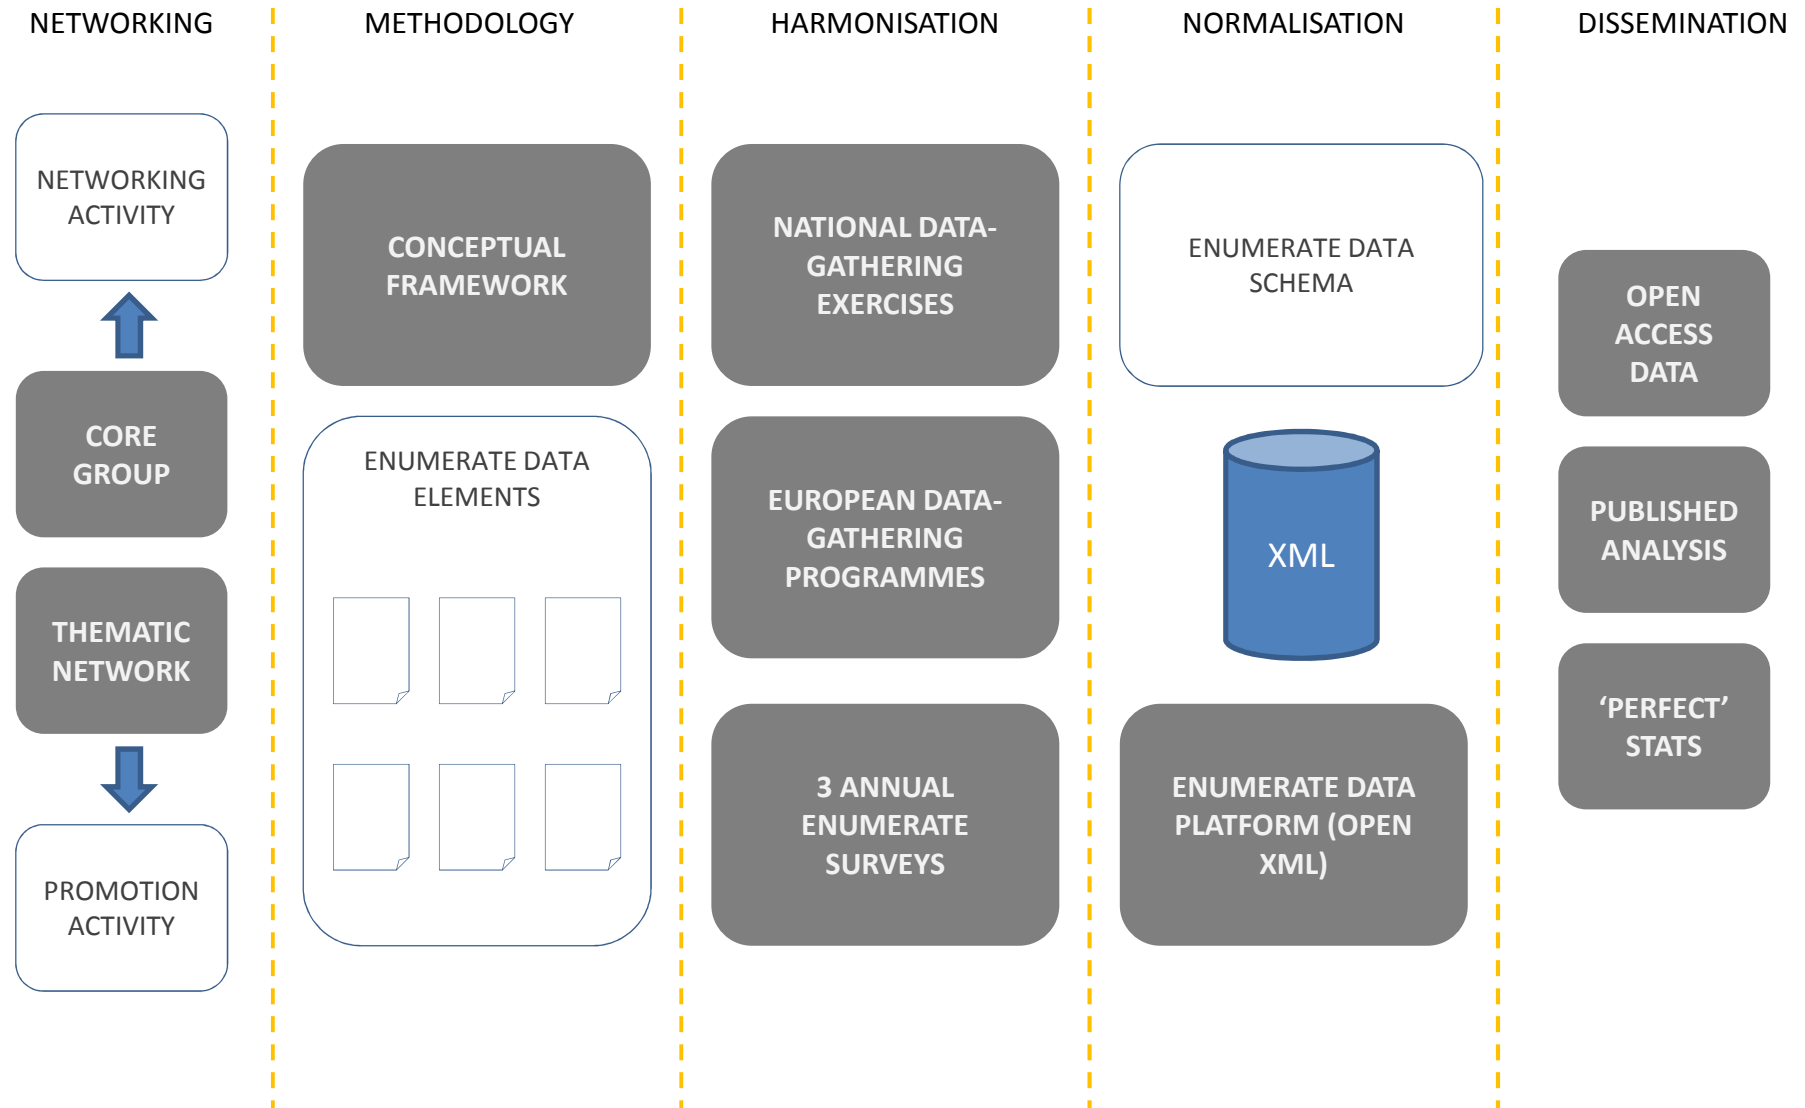 NETWORKING
METHODOLOGY
HARMONISATION
NORMALISATION
DISSEMINATION
NETWORKING
ACTIVITY
CORE
GROUP
THEMATIC
NETWORK
PROMOTION
ACTIVITY
CONCEPTUAL
FRAMEWORK
ENUMERATE DATA
ELEMENTS
NATIONAL DATA-
GATHERING
EXERCISES
EUROPEAN DATA-
GATHERING
PROGRAMMES
3 ANNUAL
ENUMERATE
SURVEYS
ENUMERATE DATA
SCHEMA
XML
ENUMERATE DATA
PLATFORM (OPEN
XML)
OPEN
ACCESS
DATA
PUBLISHED
ANALYSIS
‘PERFECT’
STATS